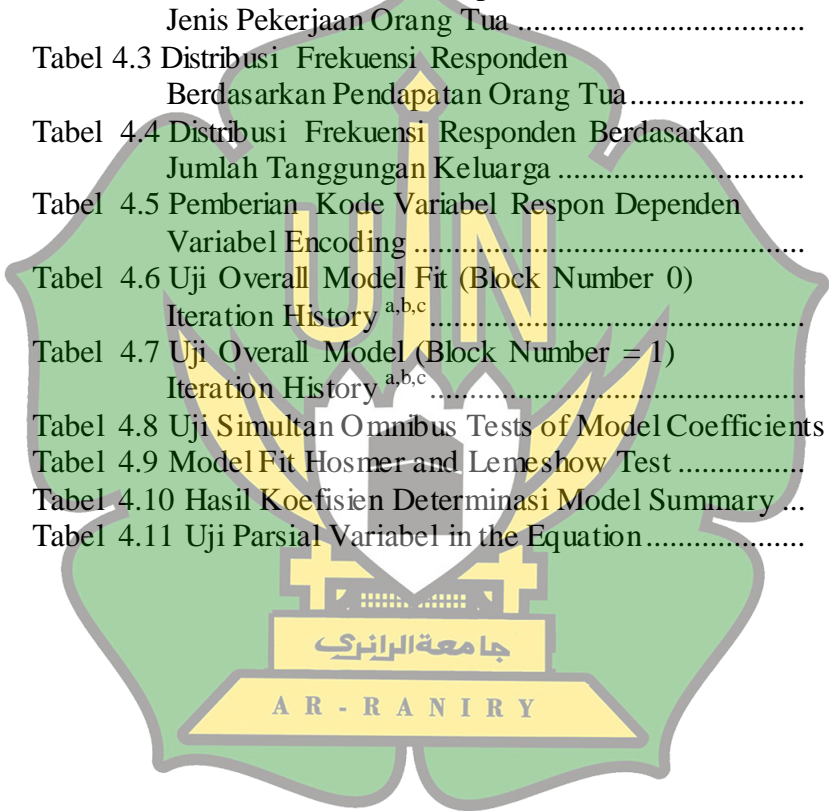 Jenis Pekerjaan Orang Tua ....................................
Tabel 4.3 Distribusi Frekuensi Responden
Berdasarkan Pendapatan Orang Tua......................
Tabel 4.4 Distribusi Frekuensi Responden Berdasarkan
Jumlah Tanggungan Keluarga ...............................
Tabel 4.5 Pemberian Kode Variabel Respon Dependen
Variabel Encoding .................................................
Tabel 4.6 Uji Overall Model Fit (Block Number 0)
Iteration History a,b,c...............................................
Tabel 4.7 Uji Overall Model (Block Number = 1)
Iteration History a,b,c...............................................
Tabel 4.8 Uji Simultan Omnibus Tests of Model Coefficients
Tabel 4.9 Model Fit Hosmer and Lemeshow Test ................
Tabel 4.10 Hasil Koefisien Determinasi Model Summary ...
Tabel 4.11 Uji Parsial Variabel in the Equation....................
UIN
جامعة الرانري
AR-RANIRY